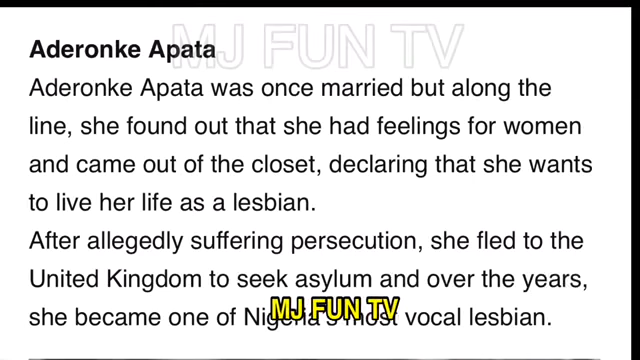 MJ FUN TV
Aderonke Apata
Aderonke Apata was once married but along the
line, she found out that she had feelings for women
and came out of the closet, declaring that she wants
to live her life as a lesbian.
After allegedly suffering persecution, she fled to the
United Kingdom to seek asylum and over the years,
she became one of Nigeria's most vocal lesbian.
MJ FUN TV